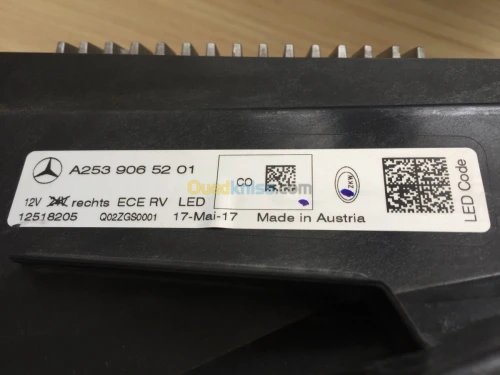 A253 906 52 01
CO
ZKW
12V 24V rechts ECE RV LED
12518205 Q02ZGS0001 17-Mai-17 Made in Austria
LED Code
Ouedkniss.com